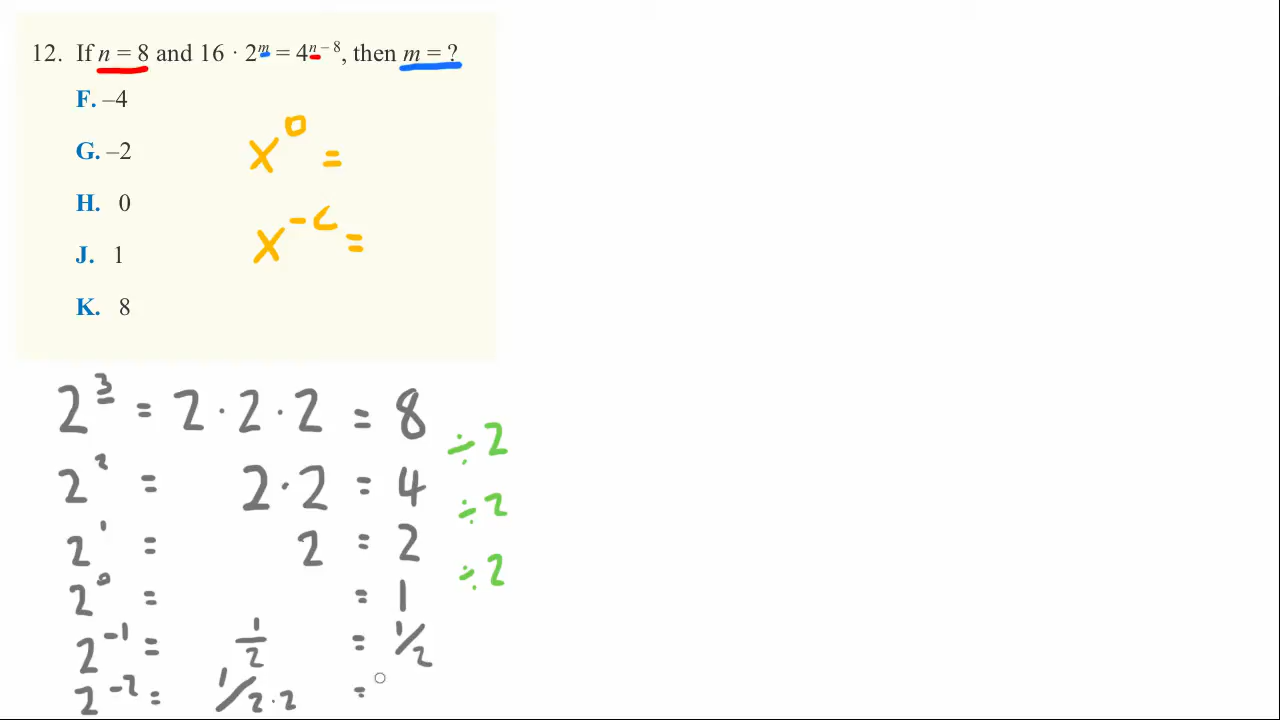 12. If n = 8 and 16 · 2^m = 4^(n – 8), then m = ?
F. –4
G. –2
H. 0
J. 1
K. 8
x^0 =
x^-c =
2^3 = 2 · 2 · 2 = 8
÷ 2
2^2 = 2 · 2 = 4
÷ 2
2^1 = 2 = 2
÷ 2
2^0 = = 1
2^-1 = 1/2 = 1/2
2^-2 = 1/2·2 =